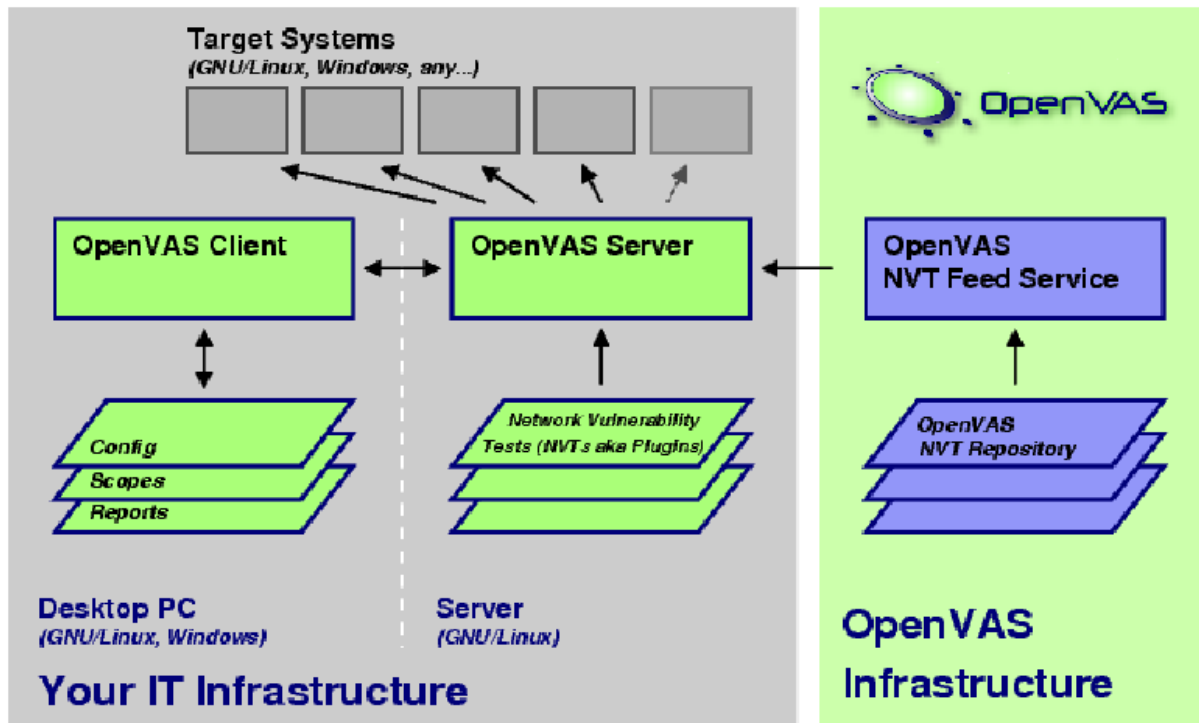 Target Systems
(GNU/Linux, Windows, any...)
OpenVAS
OpenVAS Client
OpenVAS Server
OpenVAS
NVT Feed Service
Config
Scopes
Reports
Network Vulnerability
Tests (NVTs aka Plugins)
OpenVAS
NVT Repository
Desktop PC
(GNU/Linux, Windows)
Server
(GNU/Linux)
Your IT Infrastructure
OpenVAS
Infrastructure